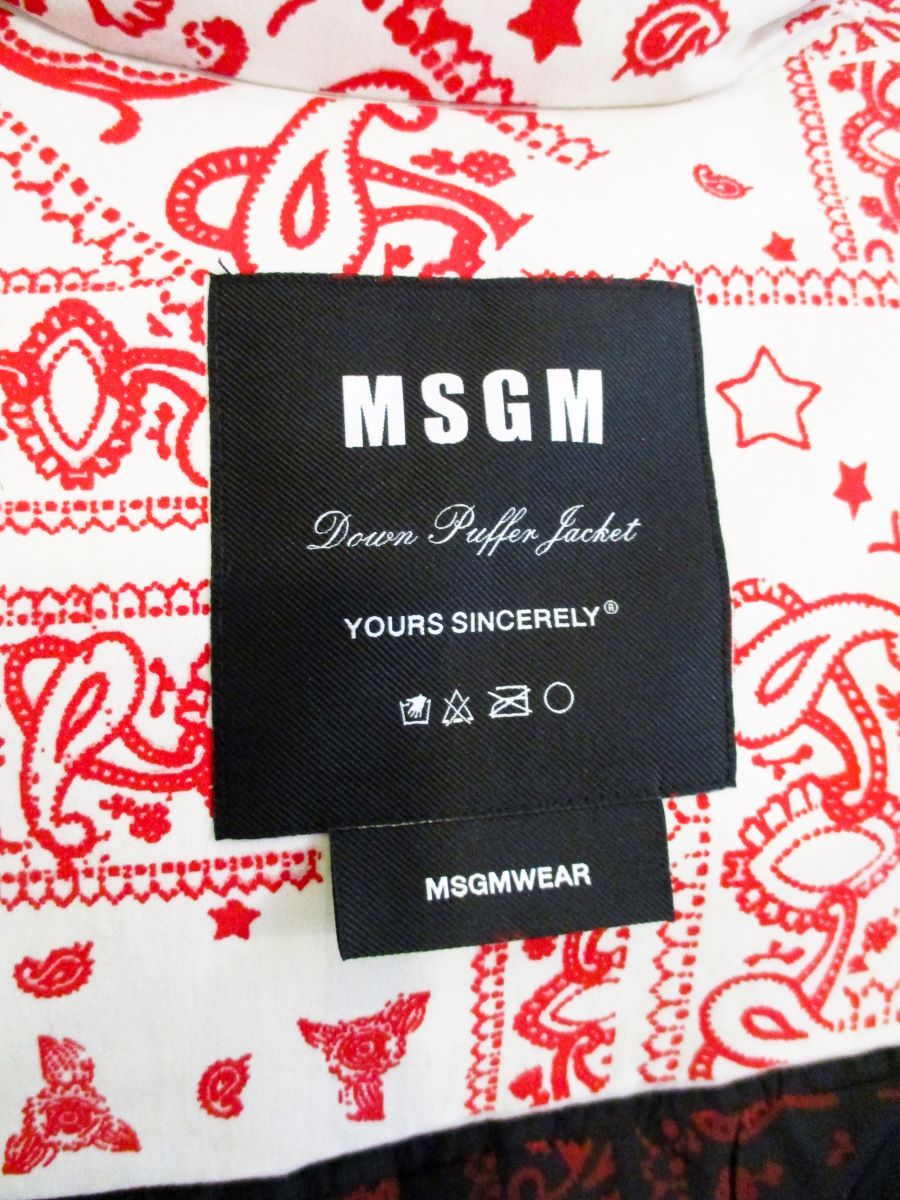 MSGM
Down Puffer Jacket
YOURS SINCERELY®
MSGMWEAR